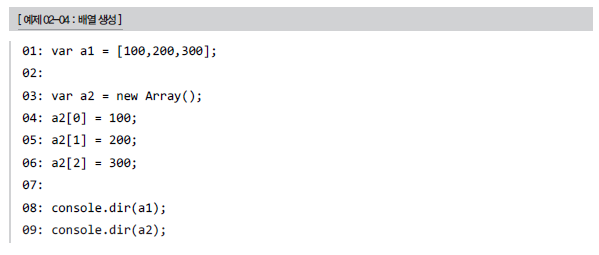 [예제 02-04 : 배열 생성]
01: var a1 = [100,200,300];
02:
03: var a2 = new Array();
04: a2[0] = 100;
05: a2[1] = 200;
06: a2[2] = 300;
07:
08: console.dir(a1);
09: console.dir(a2);